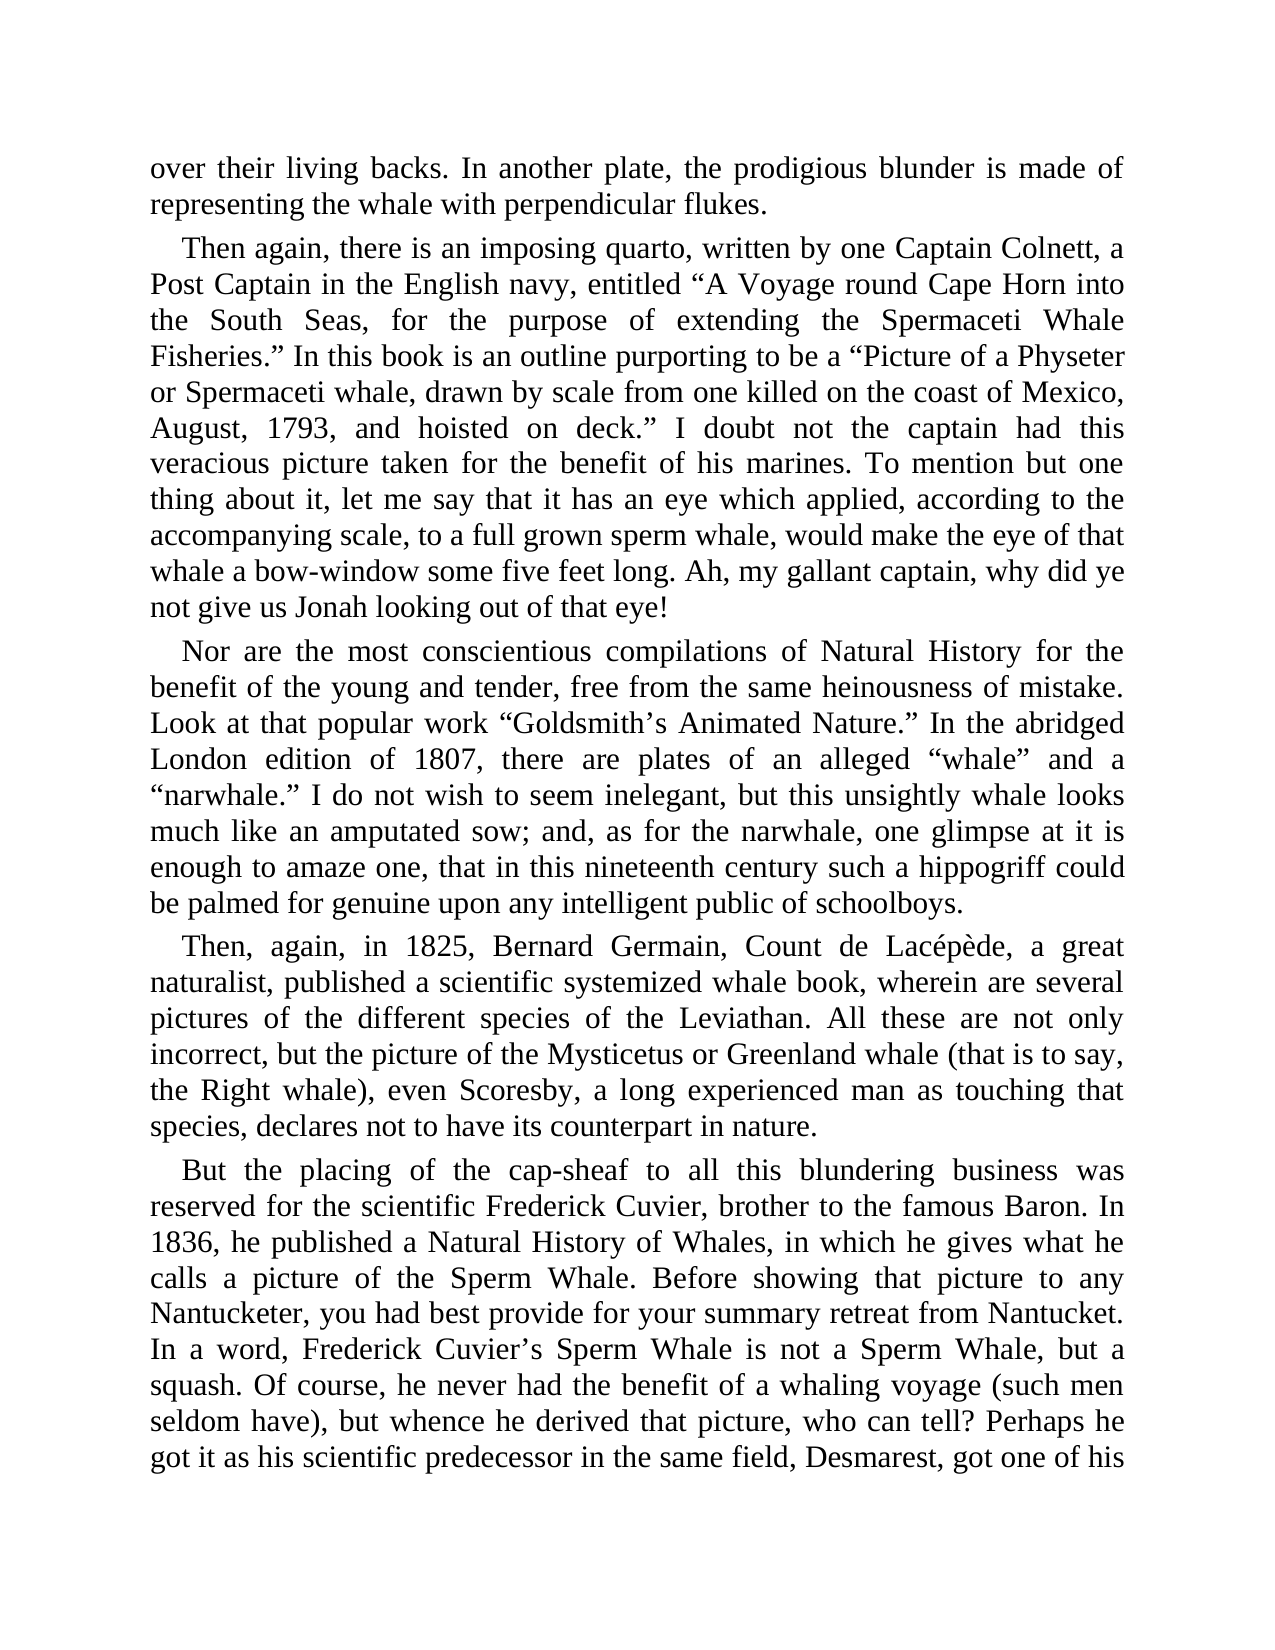 over their living backs. In another plate, the prodigious blunder is made of
representing the whale with perpendicular flukes.
Then again, there is an imposing quarto, written by one Captain Colnett, a
Post Captain in the English navy, entitled “A Voyage round Cape Horn into
the South Seas, for the purpose of extending the Spermaceti Whale
Fisheries.” In this book is an outline purporting to be a “Picture of a Physeter
or Spermaceti whale, drawn by scale from one killed on the coast of Mexico,
August, 1793, and hoisted on deck.” I doubt not the captain had this
veracious picture taken for the benefit of his marines. To mention but one
thing about it, let me say that it has an eye which applied, according to the
accompanying scale, to a full grown sperm whale, would make the eye of that
whale a bow-window some five feet long. Ah, my gallant captain, why did ye
not give us Jonah looking out of that eye!
Nor are the most conscientious compilations of Natural History for the
benefit of the young and tender, free from the same heinousness of mistake.
Look at that popular work “Goldsmith’s Animated Nature.” In the abridged
London edition of 1807, there are plates of an alleged “whale” and a
“narwhale.” I do not wish to seem inelegant, but this unsightly whale looks
much like an amputated sow; and, as for the narwhale, one glimpse at it is
enough to amaze one, that in this nineteenth century such a hippogriff could
be palmed for genuine upon any intelligent public of schoolboys.
Then, again, in 1825, Bernard Germain, Count de Lacépède, a great
naturalist, published a scientific systemized whale book, wherein are several
pictures of the different species of the Leviathan. All these are not only
incorrect, but the picture of the Mysticetus or Greenland whale (that is to say,
the Right whale), even Scoresby, a long experienced man as touching that
species, declares not to have its counterpart in nature.
But the placing of the cap-sheaf to all this blundering business was
reserved for the scientific Frederick Cuvier, brother to the famous Baron. In
1836, he published a Natural History of Whales, in which he gives what he
calls a picture of the Sperm Whale. Before showing that picture to any
Nantucketer, you had best provide for your summary retreat from Nantucket.
In a word, Frederick Cuvier’s Sperm Whale is not a Sperm Whale, but a
squash. Of course, he never had the benefit of a whaling voyage (such men
seldom have), but whence he derived that picture, who can tell? Perhaps he
got it as his scientific predecessor in the same field, Desmarest, got one of his